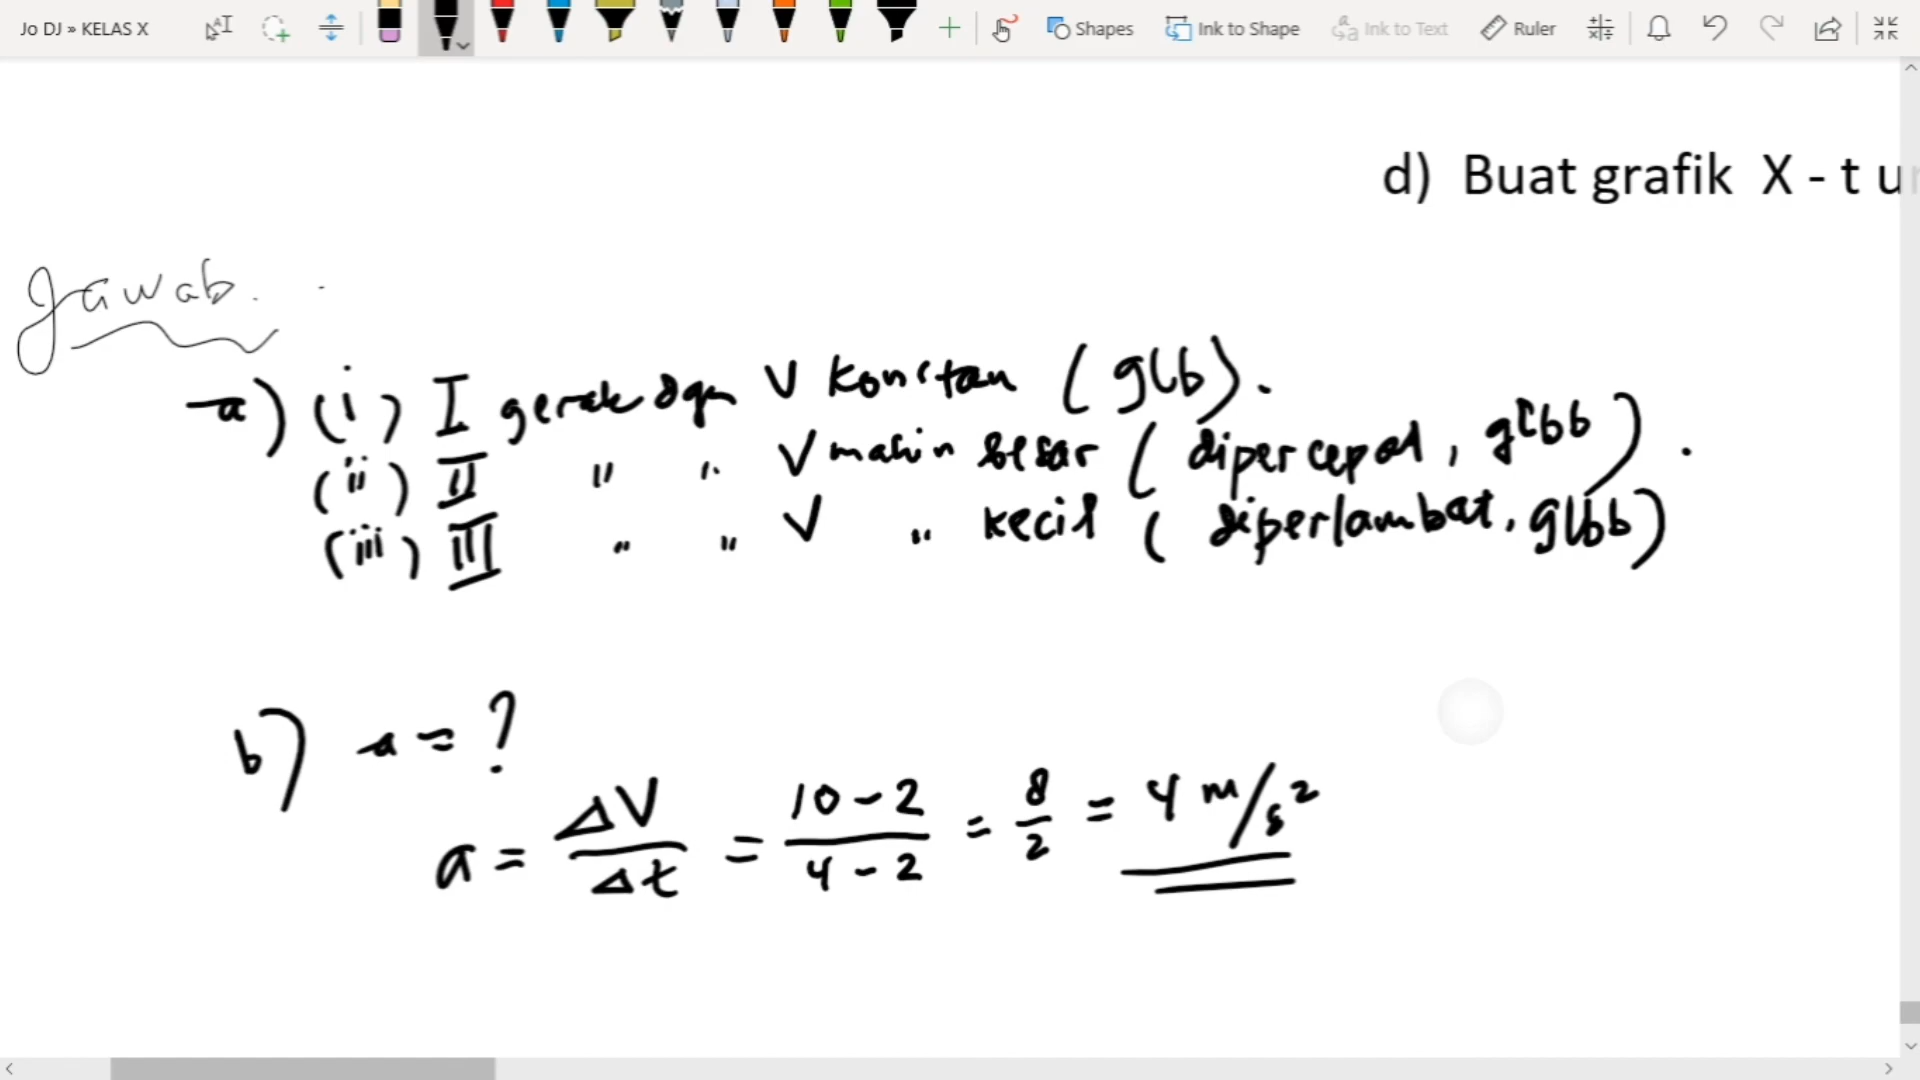 Jo DJ » KELAS X Shapes Ink to Shape Ink to Text Ruler
d) Buat grafik X - t u
Jawab.
a) (i) I gerak dgn V konstan (glb).
(ii) II " " V makin besar (dipercepat, glbb).
(iii) III " " V " kecil (diperlambat, glbb)
b) a = ?
a = ΔV/Δt = 10-2/4-2 = 8/2 = 4 m/s²